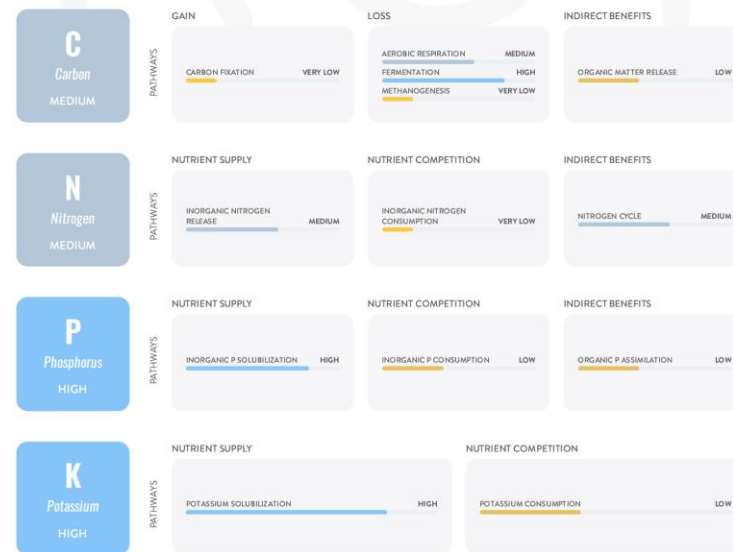 C
Carbon
MEDIUM
PATHWAYS
GAIN
CARBON FIXATION VERY LOW
LOSS
AEROBIC RESPIRATION MEDIUM
FERMENTATION HIGH
METHANOGENESIS VERY LOW
INDIRECT BENEFITS
ORGANIC MATTER RELEASE LOW
N
Nitrogen
MEDIUM
PATHWAYS
NUTRIENT SUPPLY
INORGANIC NITROGEN
RELEASE MEDIUM
NUTRIENT COMPETITION
INORGANIC NITROGEN
CONSUMPTION VERY LOW
INDIRECT BENEFITS
NITROGEN CYCLE MEDIUM
P
Phosphorus
HIGH
PATHWAYS
NUTRIENT SUPPLY
INORGANIC P SOLUBILIZATION HIGH
NUTRIENT COMPETITION
INORGANIC P CONSUMPTION LOW
INDIRECT BENEFITS
ORGANIC P ASSIMILATION LOW
K
Potassium
HIGH
PATHWAYS
NUTRIENT SUPPLY
POTASSIUM SOLUBILIZATION HIGH
NUTRIENT COMPETITION
POTASSIUM CONSUMPTION LOW